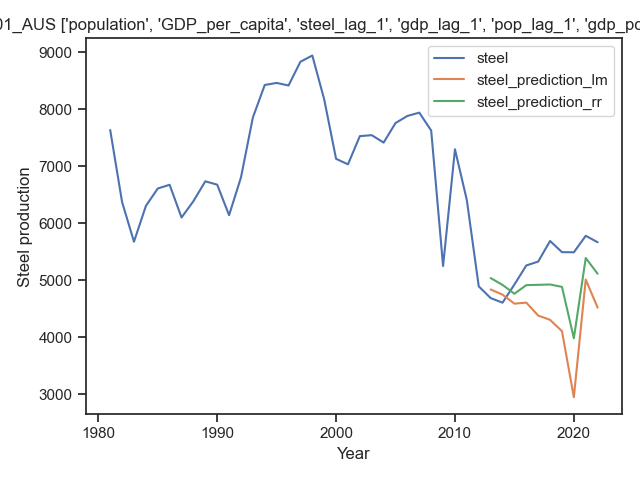 01_AUS ['population', 'GDP_per_capita', 'steel_lag_1', 'gdp_lag_1', 'pop_lag_1', 'gdp_po
9000
8000
7000
6000
5000
4000
3000
Steel production
1980
1990
2000
2010
2020
Year
steel
steel_prediction_lm
steel_prediction_rr